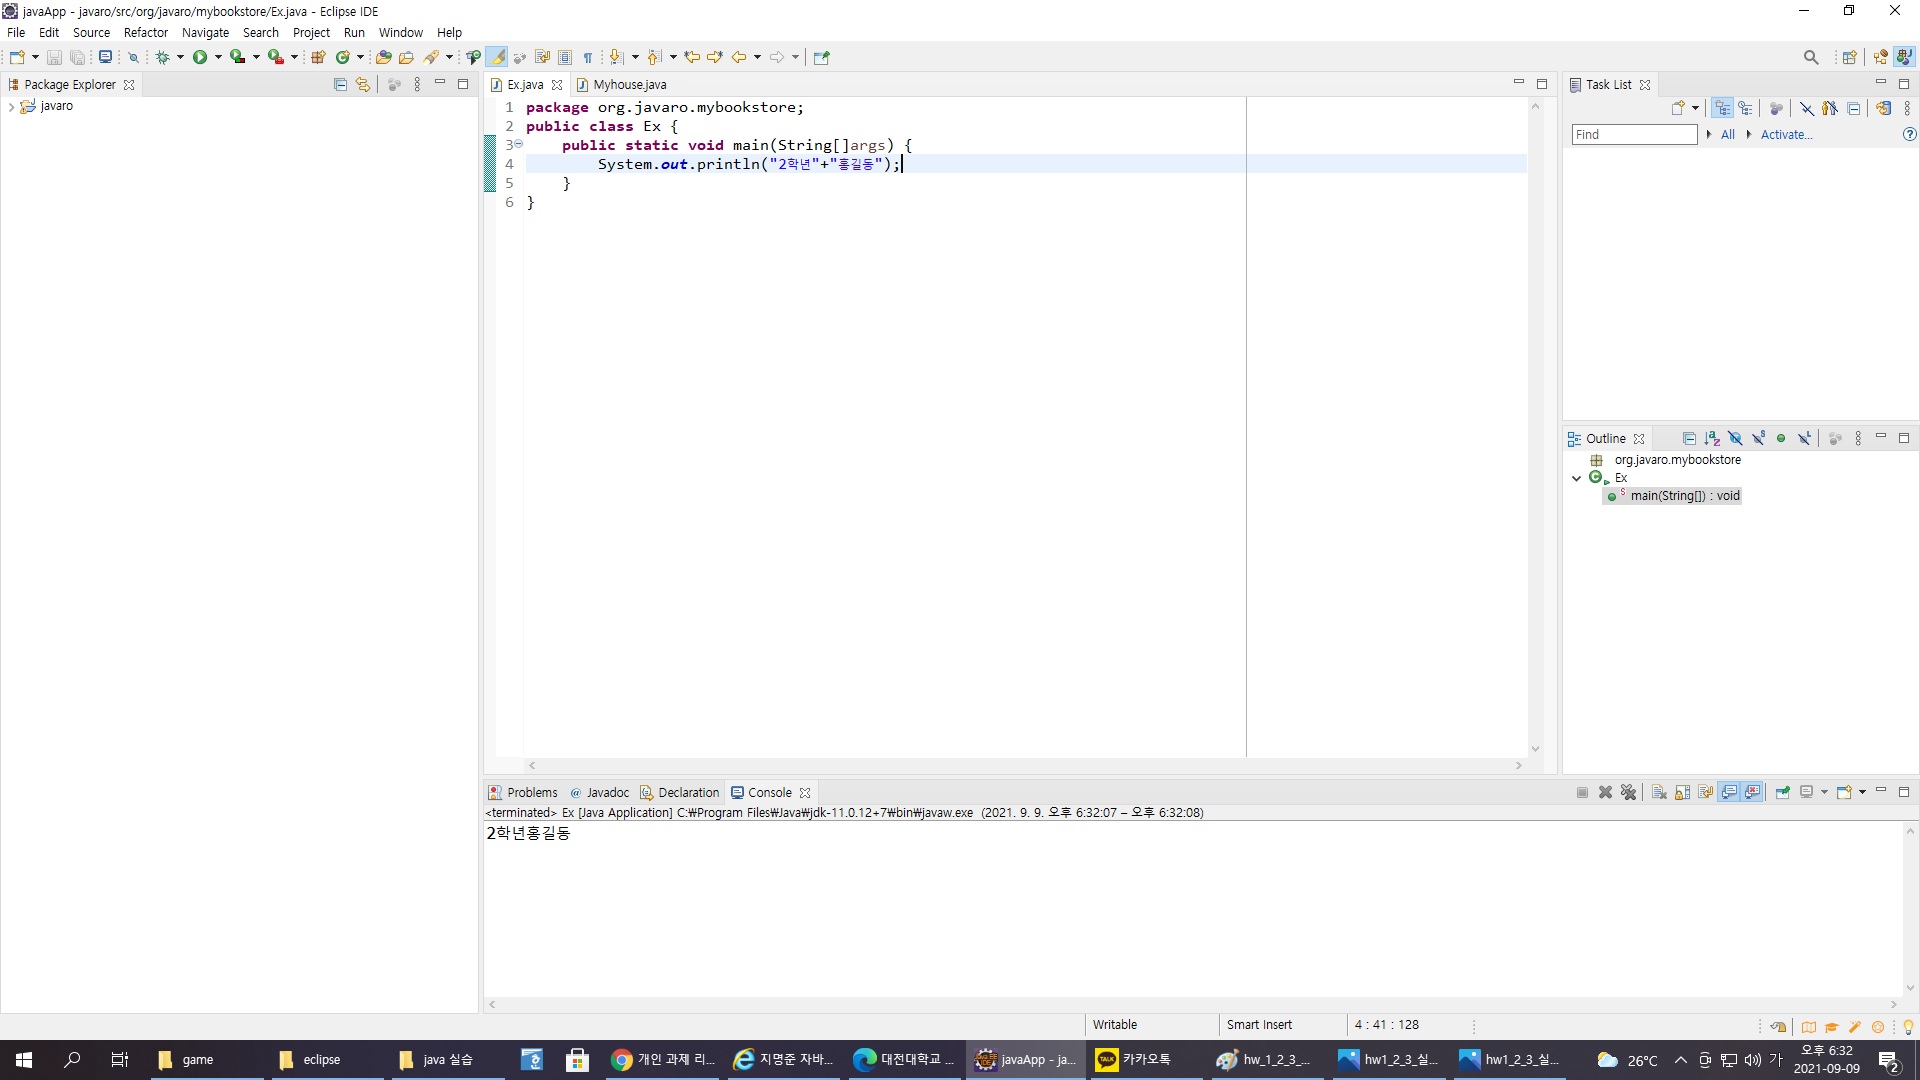 javaApp - javaro/src/org/javaro/mybookstore/Ex.java - Eclipse IDE
File Edit Source Refactor Navigate Search Project Run Window Help
Package Explorer
javaro
Ex.java Myhouse.java
1 package org.javaro.mybookstore;
2 public class Ex {
3 public static void main(String[]args) {
4 System.out.println("2학년"+"홍길동");
5 }
6 }
Task List
Find All Activate...
Outline
org.javaro.mybookstore
Ex
main(String[]) : void
Problems Javadoc Declaration Console
<terminated> Ex [Java Application] C:₩Program Files₩Java₩jdk-11.0.12+7₩bin₩javaw.exe (2021. 9. 9. 오후 6:32:07 – 오후 6:32:08)
2학년홍길동
Writable Smart Insert 4 : 41 : 128
game eclipse java 실습 개인 과제 리... 지명준 자바... 대전대학교 ... javaApp - ja... 카카오톡 hw_1_2_3_... hw1_2_3_실... hw1_2_3_실... 26°C 가 오후 6:32
2021-09-09 2